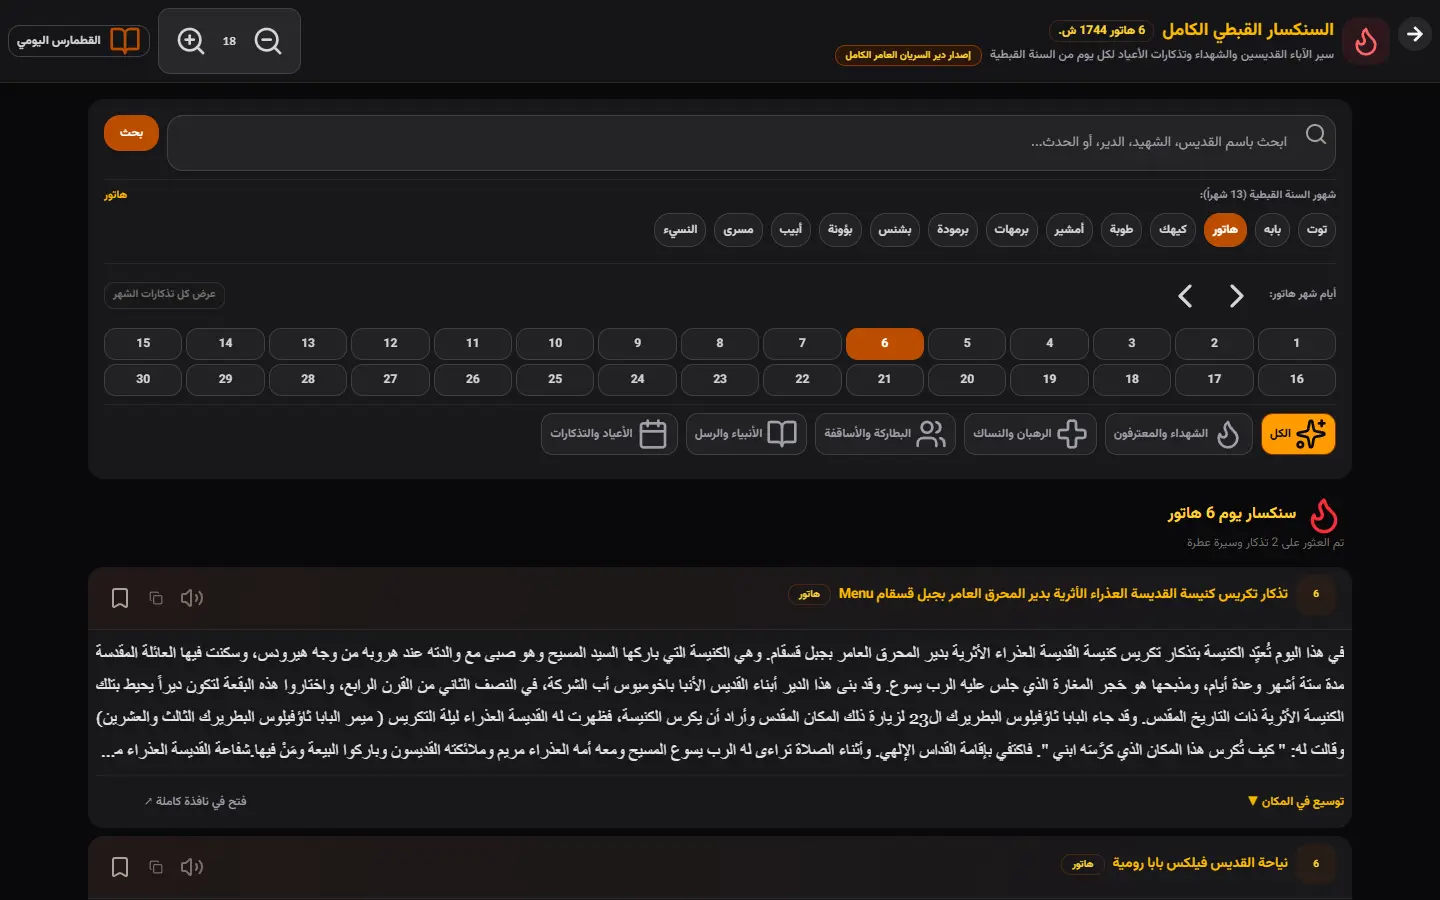 السنكسار القبطي الكامل 6 هاتور 1744 ش.
سير الآباء القديسين والشهداء وتذكارات الأعياد لكل يوم من السنة القبطية إصدار دير السريان العامر الكامل
18
القطمارس اليومي
ابحث باسم القديس، الشهيد، الدير، أو الحدث...
بحث
شهور السنة القبطية (13 شهراً):
هاتور
توت بابه هاتور كيهك طوبة أمشير برمهات برمودة بشنس بؤونة أبيب مسرى النسيء
أيام شهر هاتور:
عرض كل تذكارات الشهر
1 2 3 4 5 6 7 8 9 10 11 12 13 14 15
16 17 18 19 20 21 22 23 24 25 26 27 28 29 30
الكل الشهداء والمعترفون الرهبان والنساك البطاركة والأساقفة الأنبياء والرسل الأعياد والتذكارات
سنكسار يوم 6 هاتور
تم العثور على 2 تذكار وسيرة عطرة
6 تذكار تكريس كنيسة القديسة العذراء الأثرية بدير المحرق العامر بجبل قسقام Menu هاتور
في هذا اليوم تُعيِّد الكنيسة بتذكار تكريس كنيسة القديسة العذراء الأثرية بدير المحرق العامر بجبل قسقام. وهي الكنيسة التي باركها السيد المسيح وهو صبى مع والدته عند هروبه من وجه هيرودس، وسكنت فيها العائلة المقدسة
مدة ستة أشهر وعدة أيام، ومذبحها هو حَجر المغارة الذي جلس عليه الرب يسوع. وقد بنى هذا الدير أبناء القديس الأنبا باخوميوس أب الشركة، في النصف الثاني من القرن الرابع، واختاروا هذه البقعة لتكون ديراً يحيط بتلك
الكنيسة الأثرية ذات التاريخ المقدس. وقد جاء البابا ثاؤفيلوس البطريرك ال23 لزيارة ذلك المكان المقدس وأراد أن يكرس الكنيسة، فظهرت له القديسة العذراء ليلة التكريس ( ميمر البابا ثاؤفيلوس البطريرك الثالث والعشرين)
وقالت له: " كيف تُكرس هذا المكان الذي كرَّسَه ابني ". فاكتفي بإقامة القداس الإلهي. وأثناء الصلاة تراءى له الرب يسوع المسيح ومعه أمه العذراء مريم وملائكته القديسون وباركوا البيعة ومَنْ فيها.شفاعة القديسة العذراء مـ...
توسيع في المكان ▼
فتح في نافذة كاملة ↗
6 نياحة القديس فيلكس بابا رومية هاتور